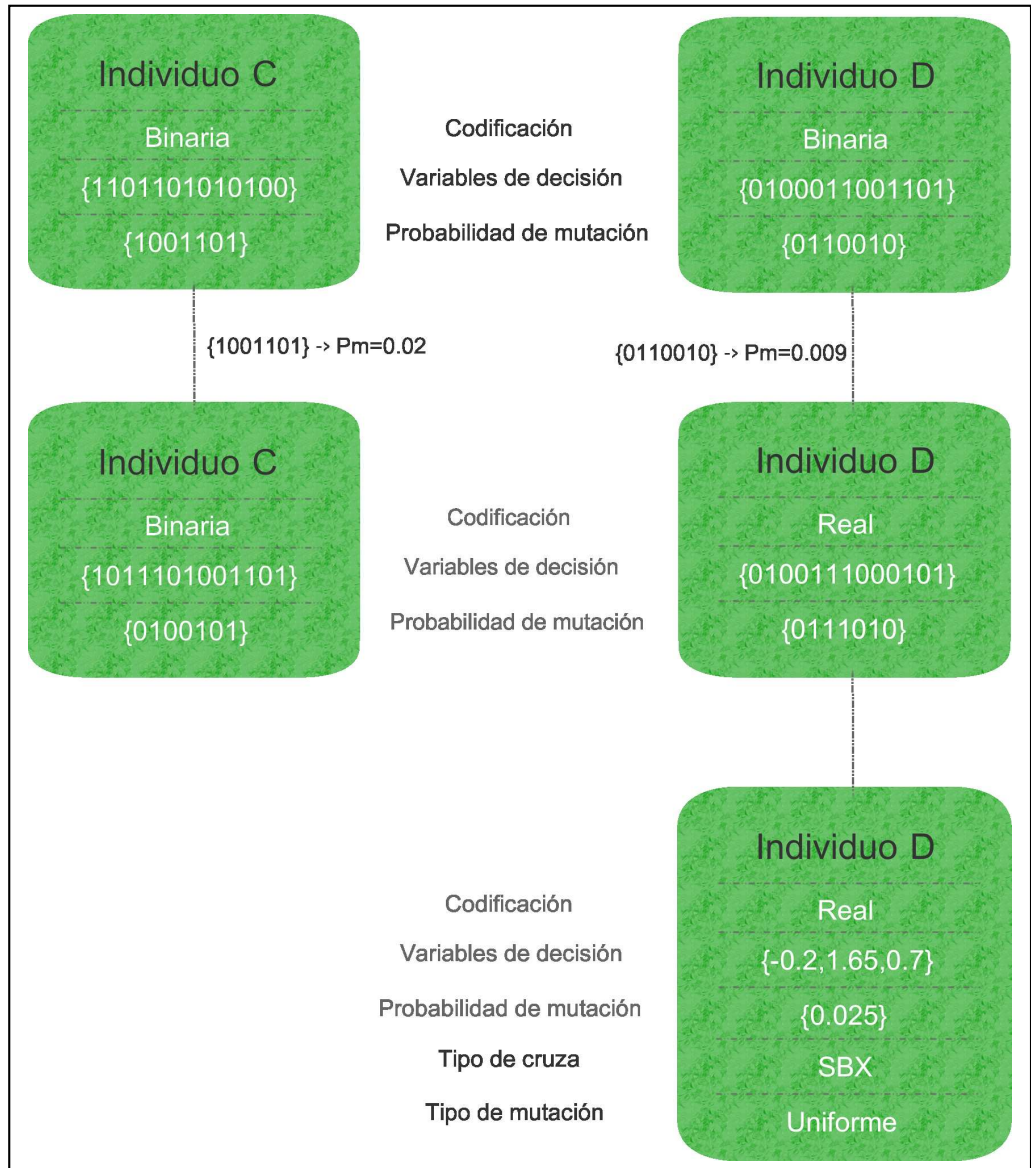 Individuo C
Binaria
{1101101010100}
{1001101}
Codificación
Variables de decisión
Probabilidad de mutación
Individuo D
Binaria
{0100011001101}
{0110010}
{1001101} -> Pm=0.02
{0110010} -> Pm=0.009
Individuo C
Binaria
{1011101001101}
{0100101}
Codificación
Variables de decisión
Probabilidad de mutación
Individuo D
Real
{0100111000101}
{0111010}
Codificación
Variables de decisión
Probabilidad de mutación
Tipo de cruza
Tipo de mutación
Individuo D
Real
{-0.2,1.65,0.7}
{0.025}
SBX
Uniforme